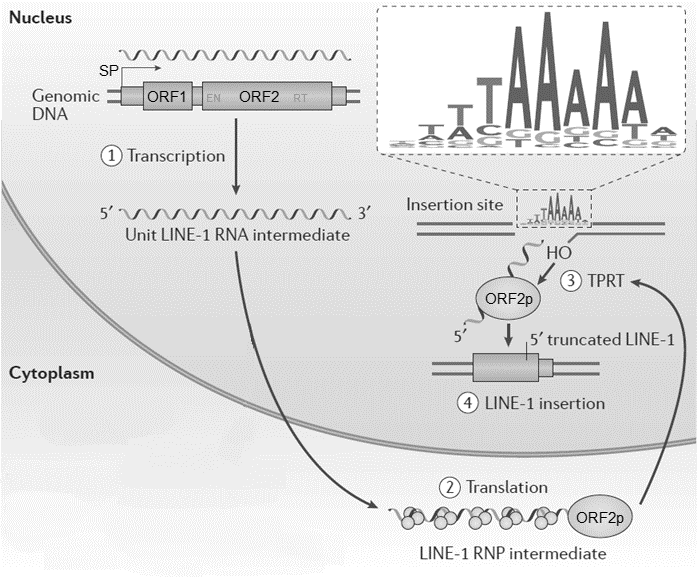 Nucleus
SP
Genomic
DNA
ORF1
EN
ORF2
RT
1 Transcription
5′
3′
Unit LINE-1 RNA intermediate
Insertion site
HO
3 TPRT
ORF2p
5′
5′ truncated LINE-1
4 LINE-1 insertion
Cytoplasm
2 Translation
ORF2p
LINE-1 RNP intermediate